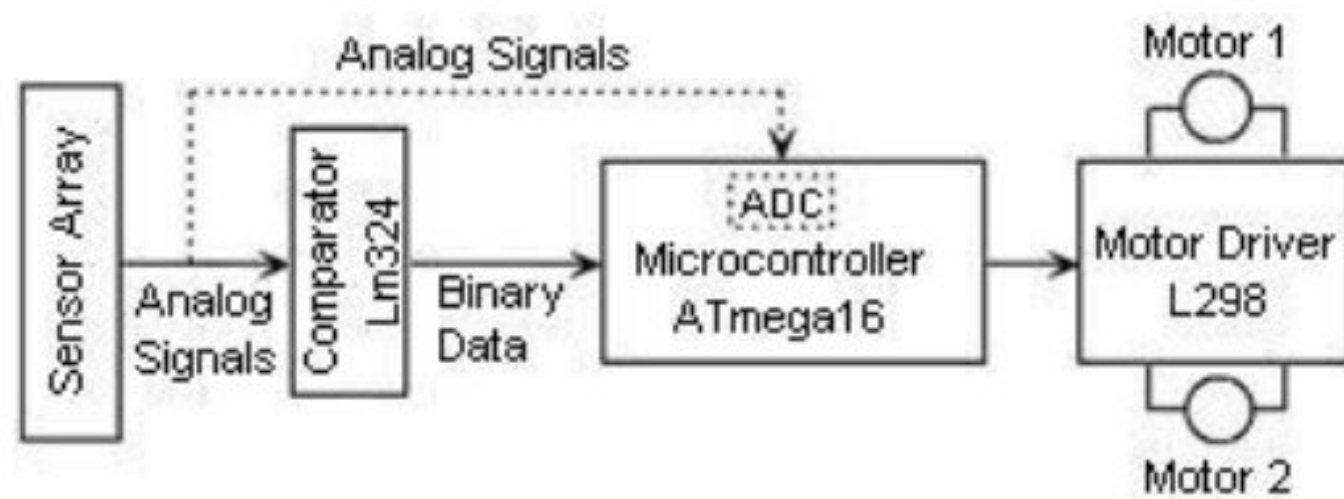 Analog Signals
Motor 1
Sensor Array
Analog
Signals
Comparator
Lm324
Binary
Data
ADC
Microcontroller
ATmega16
Motor Driver
L298
Motor 2